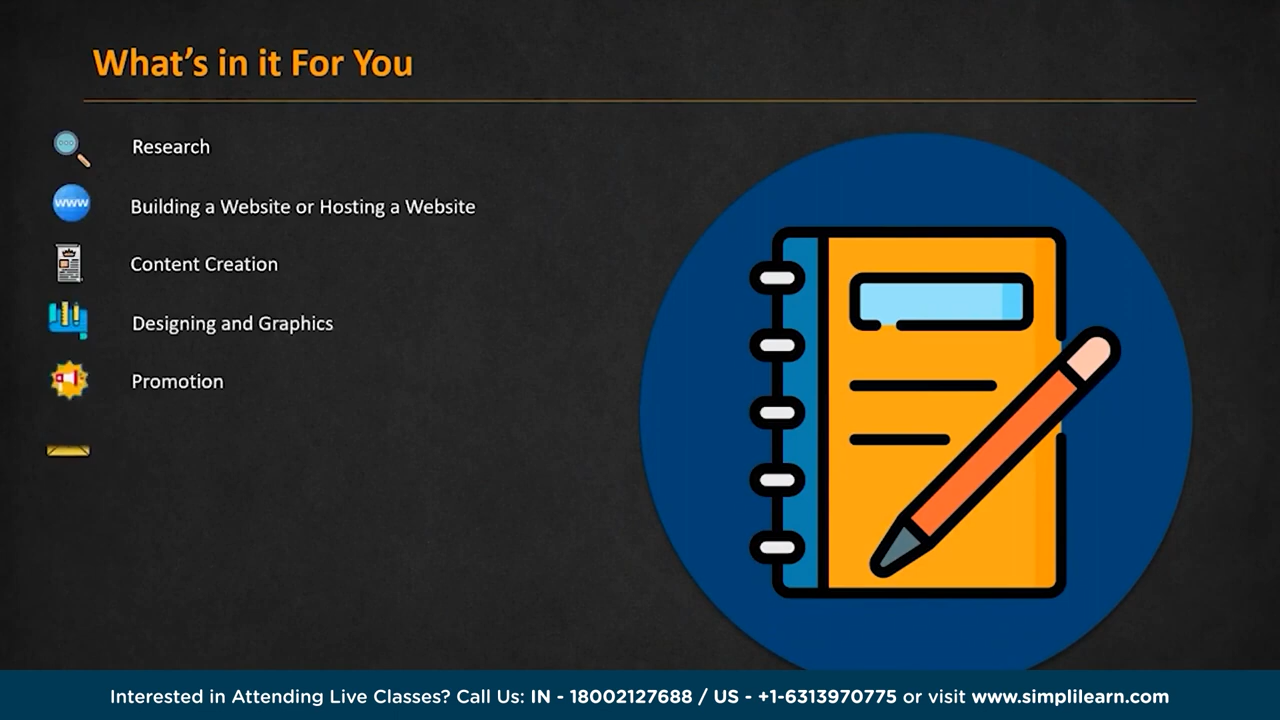 What's in it For You
Research
www
Building a Website or Hosting a Website
Content Creation
Designing and Graphics
Promotion
Interested in Attending Live Classes? Call Us: IN - 18002127688 / US - +1-6313970775 or visit www.simplilearn.com